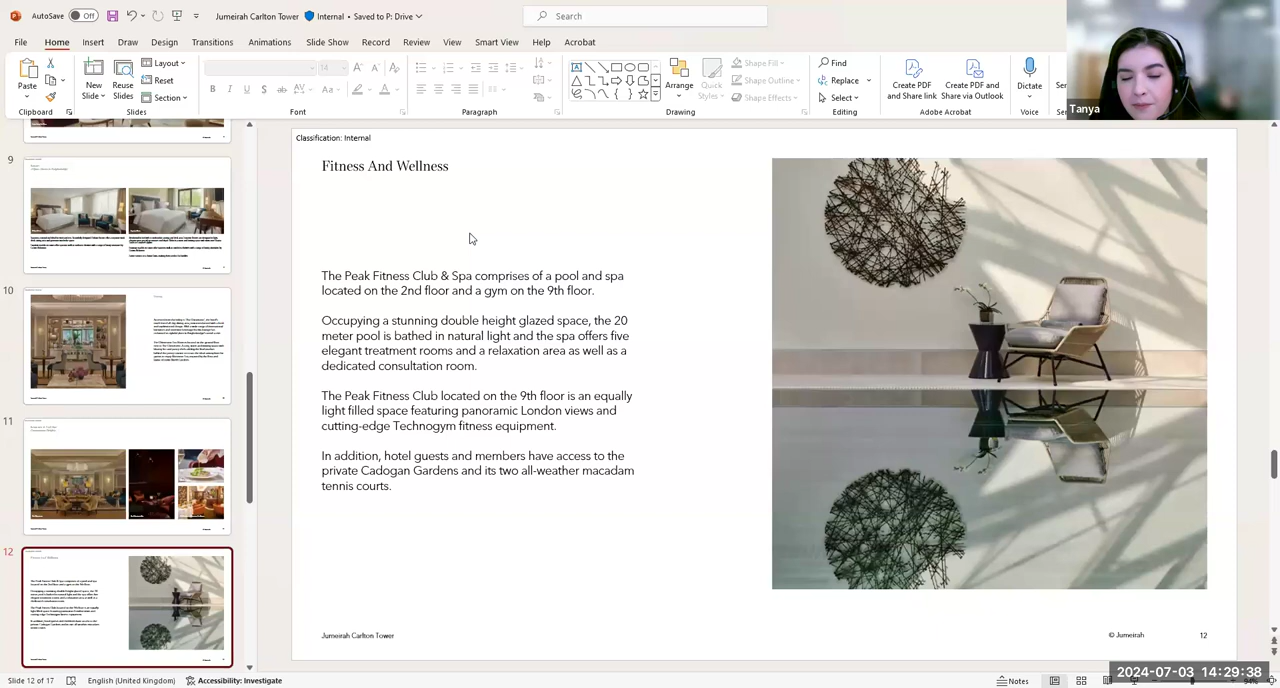 AutoSave Off Jumeirah Carlton Tower Internal • Saved to P: Drive Search
File Home Insert Draw Design Transitions Animations Slide Show Record Review View Smart View Help Acrobat
Paste
Clipboard
New Slide
Reuse Slides
Layout
Reset
Section
Slides
14
Font
Paragraph
Arrange
Quick Styles
Shape Fill
Shape Outline
Shape Effects
Drawing
Find
Replace
Select
Editing
Create PDF and Share link
Create PDF and Share via Outlook
Adobe Acrobat
Dictate
Voice
Tanya
9
10
11
12
Classification: Internal
Fitness And Wellness
The Peak Fitness Club & Spa comprises of a pool and spa
located on the 2nd floor and a gym on the 9th floor.
Occupying a stunning double height glazed space, the 20
meter pool is bathed in natural light and the spa offers five
elegant treatment rooms and a relaxation area as well as a
dedicated consultation room.
The Peak Fitness Club located on the 9th floor is an equally
light filled space featuring panoramic London views and
cutting-edge Technogym fitness equipment.
In addition, hotel guests and members have access to the
private Cadogan Gardens and its two all-weather macadam
tennis courts.
Jumeirah Carlton Tower
© Jumeirah
12
Slide 12 of 17 English (United Kingdom) Accessibility: Investigate Notes
2024-07-03 14:29:38